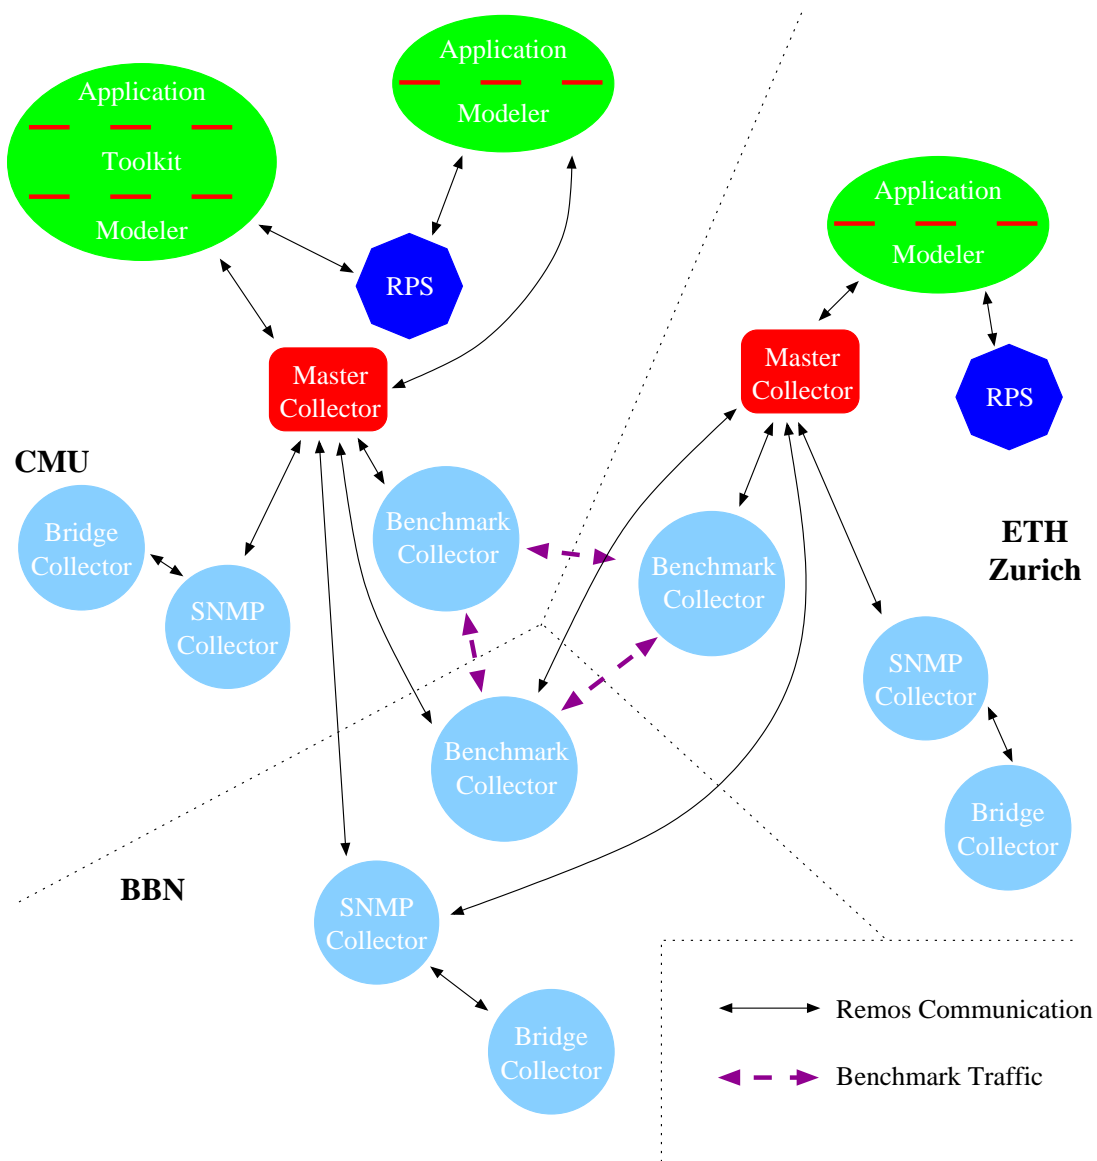 Application
Modeler
Application
Toolkit
Modeler
RPS
Application
Modeler
Master
Collector
Master
Collector
RPS
CMU
Bridge
Collector
Benchmark
Collector
ETH
Zurich
Benchmark
Collector
SNMP
Collector
SNMP
Collector
Benchmark
Collector
Bridge
Collector
BBN
SNMP
Collector
Bridge
Collector
Remos Communication
Benchmark Traffic